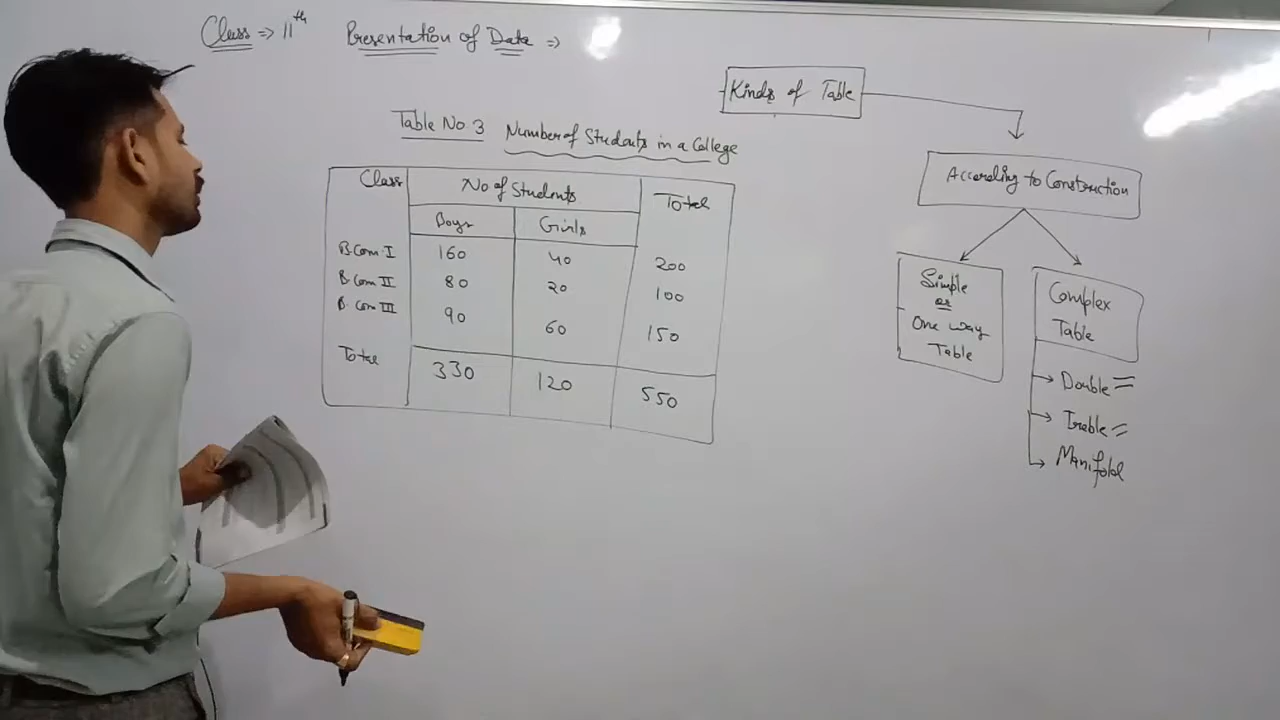 Class => 11th Presentation of Data =>
Kinds of Table
Table No 3 Number of Students in a College
According to Construction
Class No of Students Total
Boys Girls
B.Com I 160 40 200
B.Com II 80 20 100
B.Com III 90 60 150
Total 330 120 550
Simple
or
One way
Table
Complex
Table
Double =
Treble =
Manifold